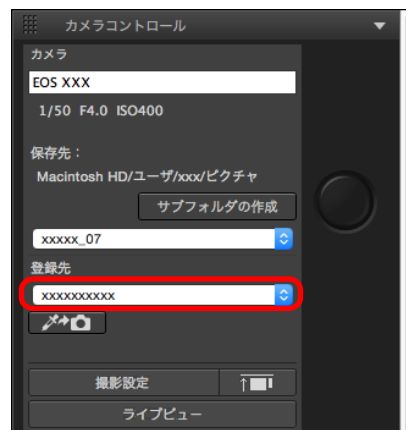 カメラコントロール
カメラ
EOS XXX
1/50 F4.0 ISO400
保存先：
Macintosh HD/ユーザ/xxx/ピクチャ
サブフォルダの作成
xxxxx_07
登録先
xxxxxxxxxx
撮影設定
ライブビュー